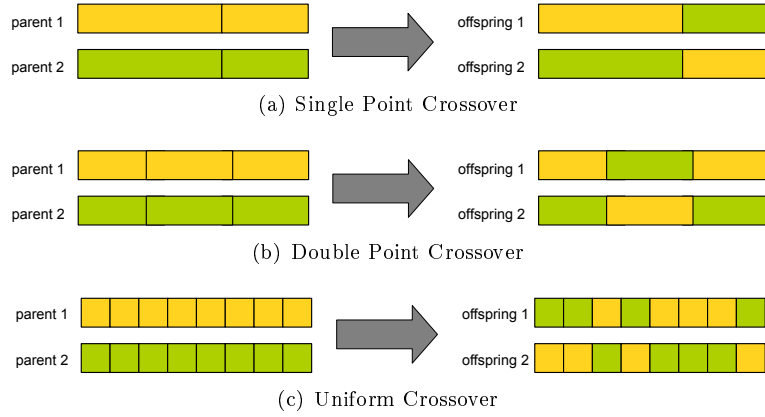 parent 1
offspring 1
parent 2
offspring 2
(a) Single Point Crossover
parent 1
offspring 1
parent 2
offspring 2
(b) Double Point Crossover
parent 1
offspring 1
parent 2
offspring 2
(c) Uniform Crossover